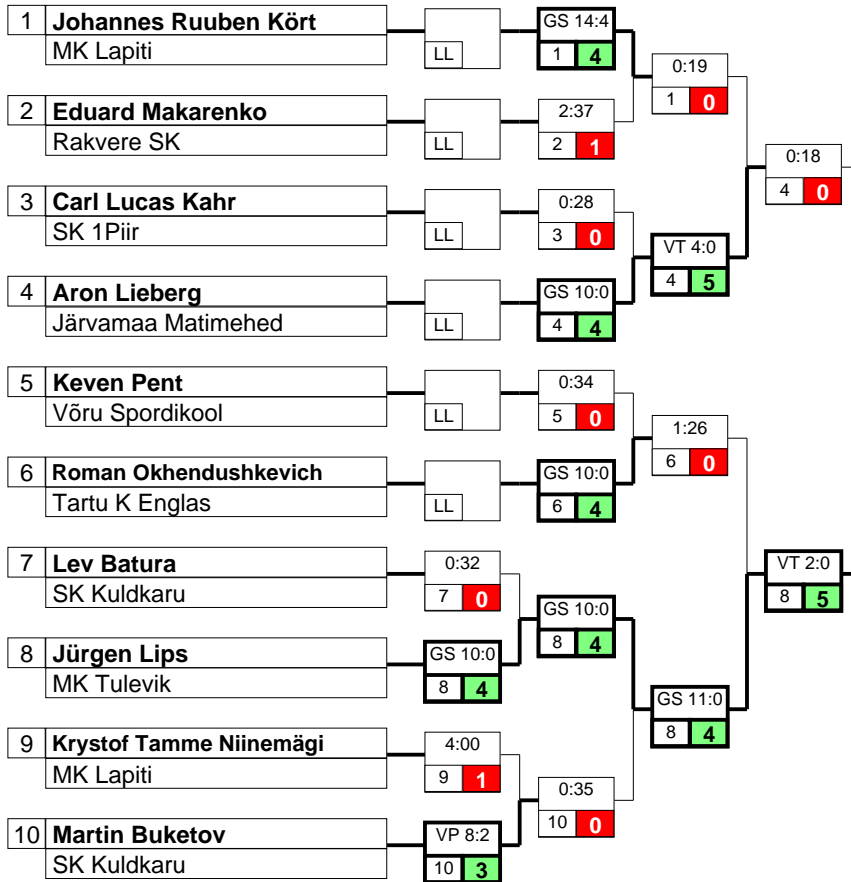 1 Johannes Ruuben Kört
MK Lapiti
LL
GS 14:4
1 4
0:19
1 0
2 Eduard Makarenko
Rakvere SK
LL
2:37
2 1
0:18
4 0
3 Carl Lucas Kahr
SK 1Piir
LL
0:28
3 0
VT 4:0
4 5
4 Aron Lieberg
Järvamaa Matimehed
LL
GS 10:0
4 4
5 Keven Pent
Võru Spordikool
LL
0:34
5 0
1:26
6 0
6 Roman Okhendushkevich
Tartu K Englas
LL
GS 10:0
6 4
7 Lev Batura
SK Kuldkaru
0:32
7 0
VT 2:0
8 5
GS 10:0
8 4
8 Jürgen Lips
MK Tulevik
GS 10:0
8 4
GS 11:0
8 4
9 Krystof Tamme Niinemägi
MK Lapiti
4:00
9 1
0:35
10 0
10 Martin Buketov
SK Kuldkaru
VP 8:2
10 3